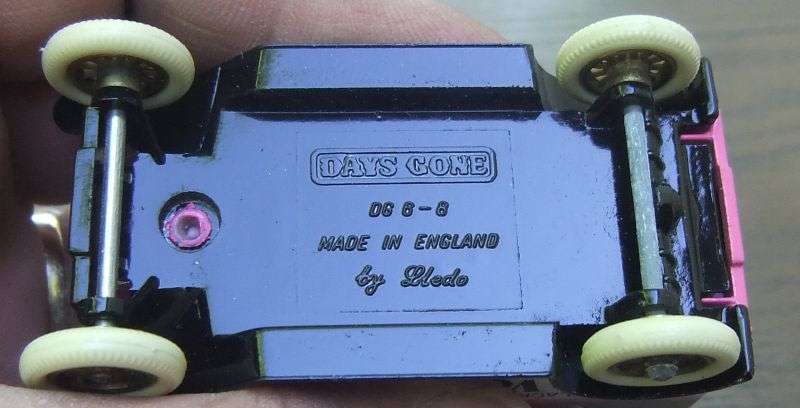 DAYS GONE
DG 6-8
MADE IN ENGLAND
by Lledo